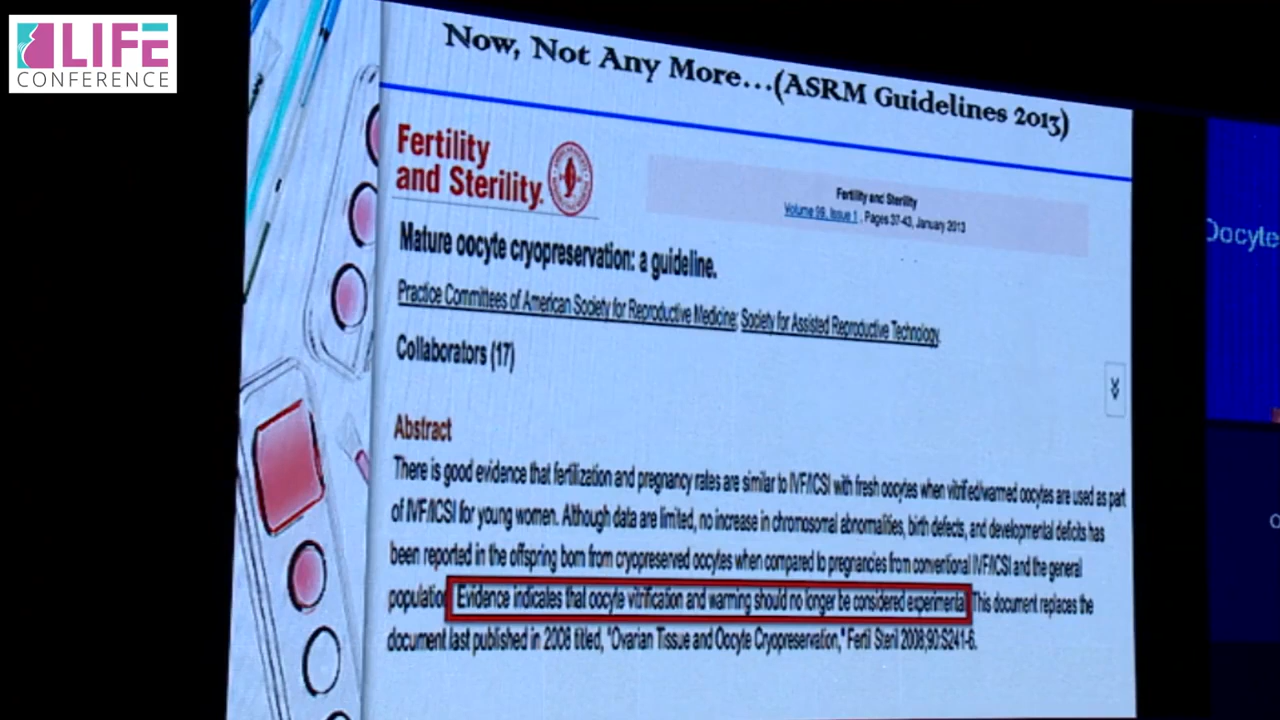 LIFE
CONFERENCE
Now, Not Any More...(ASRM Guidelines 2013)
Fertility
and Sterility.
Fertility and Sterility
Volume 99, Issue 1 , Pages 37-43, January 2013
Mature oocyte cryopreservation: a guideline.
Practice Committees of American Society for Reproductive Medicine; Society for Assisted Reproductive Technology.
Collaborators (17)
Abstract
There is good evidence that fertilization and pregnancy rates are similar to IVF/ICSI with fresh oocytes when vitrified/warmed oocytes are used as part
of IVF/ICSI for young women. Although data are limited, no increase in chromosomal abnormalities, birth defects, and developmental deficits has
been reported in the offspring born from cryopreserved oocytes when compared to pregnancies from conventional IVF/ICSI and the general
population Evidence indicates that oocyte vitrification and warming should no longer be considered experimental This document replaces the
document last published in 2008 titled, "Ovarian Tissue and Oocyte Cryopreservation," Fertil Steril 2008;90:S241-6.
Oocyte